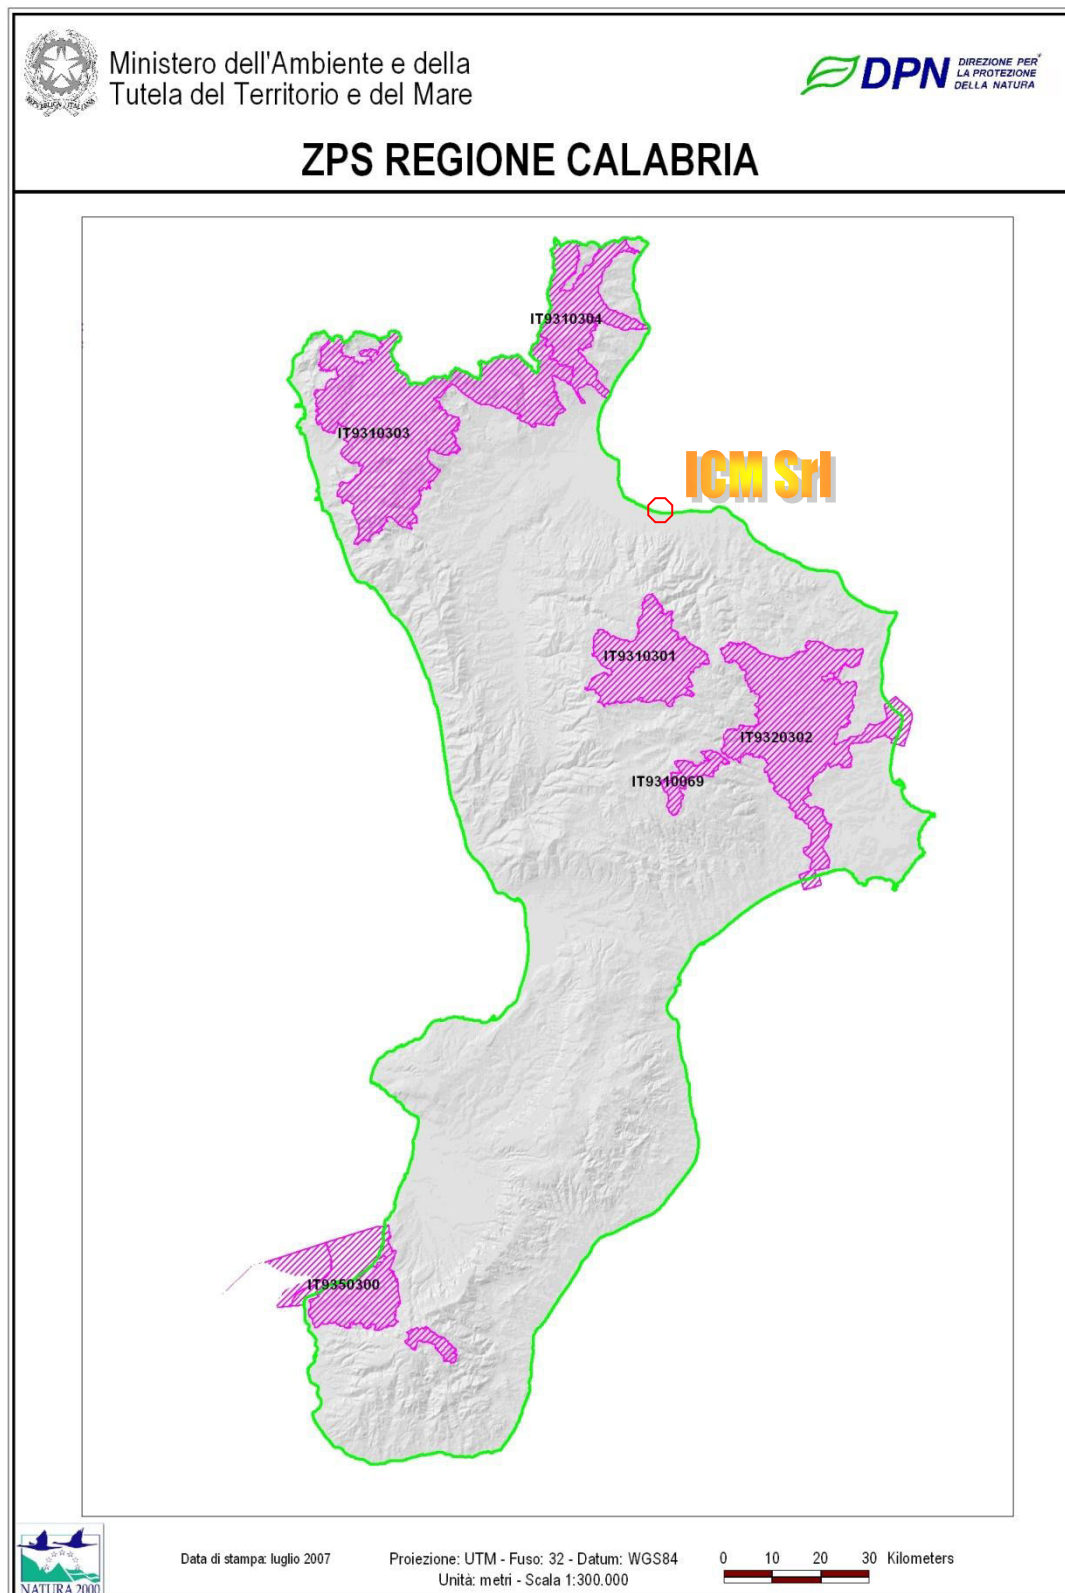 Ministero dell'Ambiente e della
Tutela del Territorio e del Mare
DPN
DIREZIONE PER
LA PROTEZIONE
DELLA NATURA
ZPS REGIONE CALABRIA
IT9310304
IT9310303
ICM Srl
IT9310301
IT9320302
IT9310069
IT9350300
NATURA 2000
Data di stampa: luglio 2007
Proiezione: UTM - Fuso: 32 - Datum: WGS84
Unità: metri - Scala 1:300.000
0 10 20 30 Kilometers